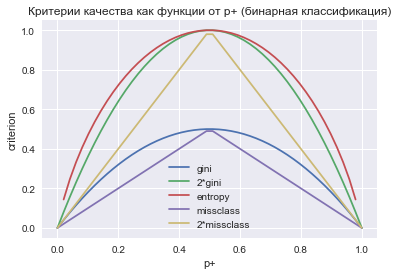 Критерии качества как функции от p+ (бинарная классификация)
1.0
0.8
0.6
0.4
0.2
0.0
criterion
gini
2*gini
entropy
missclass
2*missclass
0.0 0.2 0.4 0.6 0.8 1.0
p+